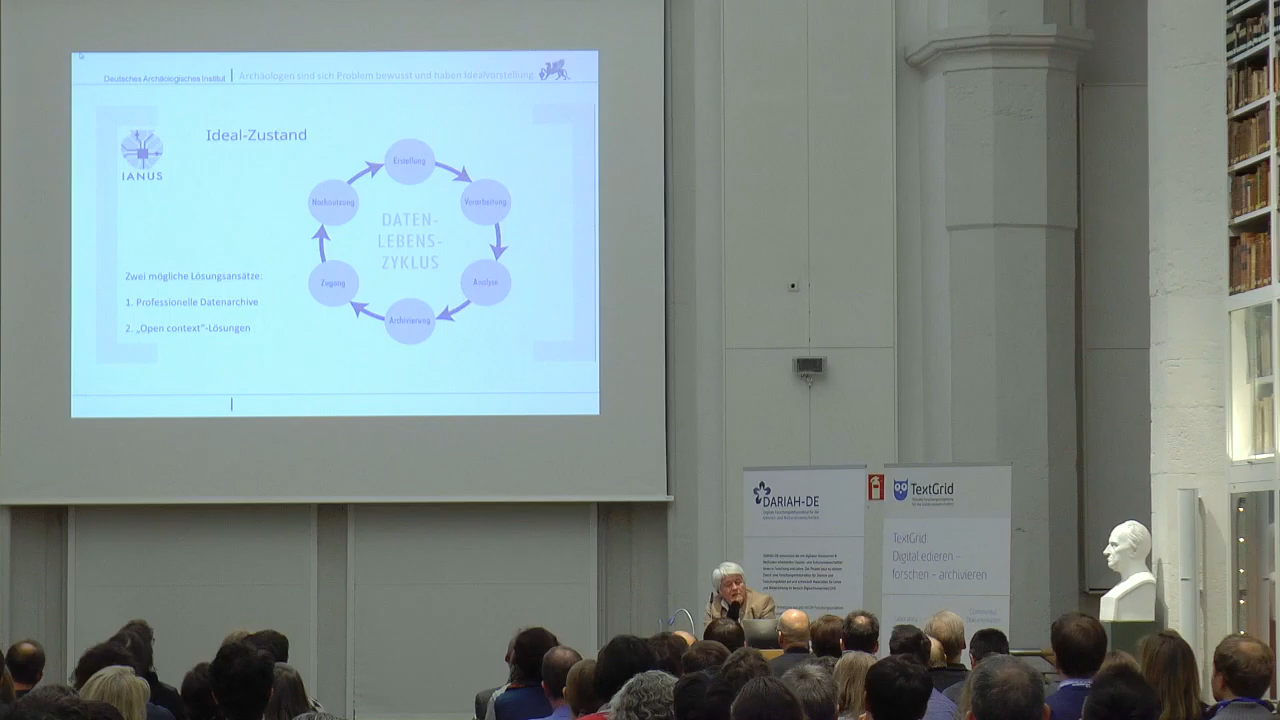 Deutsches Archäologisches Institut
Archäologen sind sich Problem bewusst und haben Idealvorstellung
IANUS
Ideal-Zustand
Erstellung
Verarbeitung
Analyse
Archivierung
Zugang
Nachnutzung
DATEN-
LEBENS-
ZYKLUS
Zwei mögliche Lösungsansätze:
1. Professionelle Datenarchive
2. „Open context"-Lösungen
DARIAH-DE
TextGrid
TextGrid:
Digital edieren –
forschen – archivieren